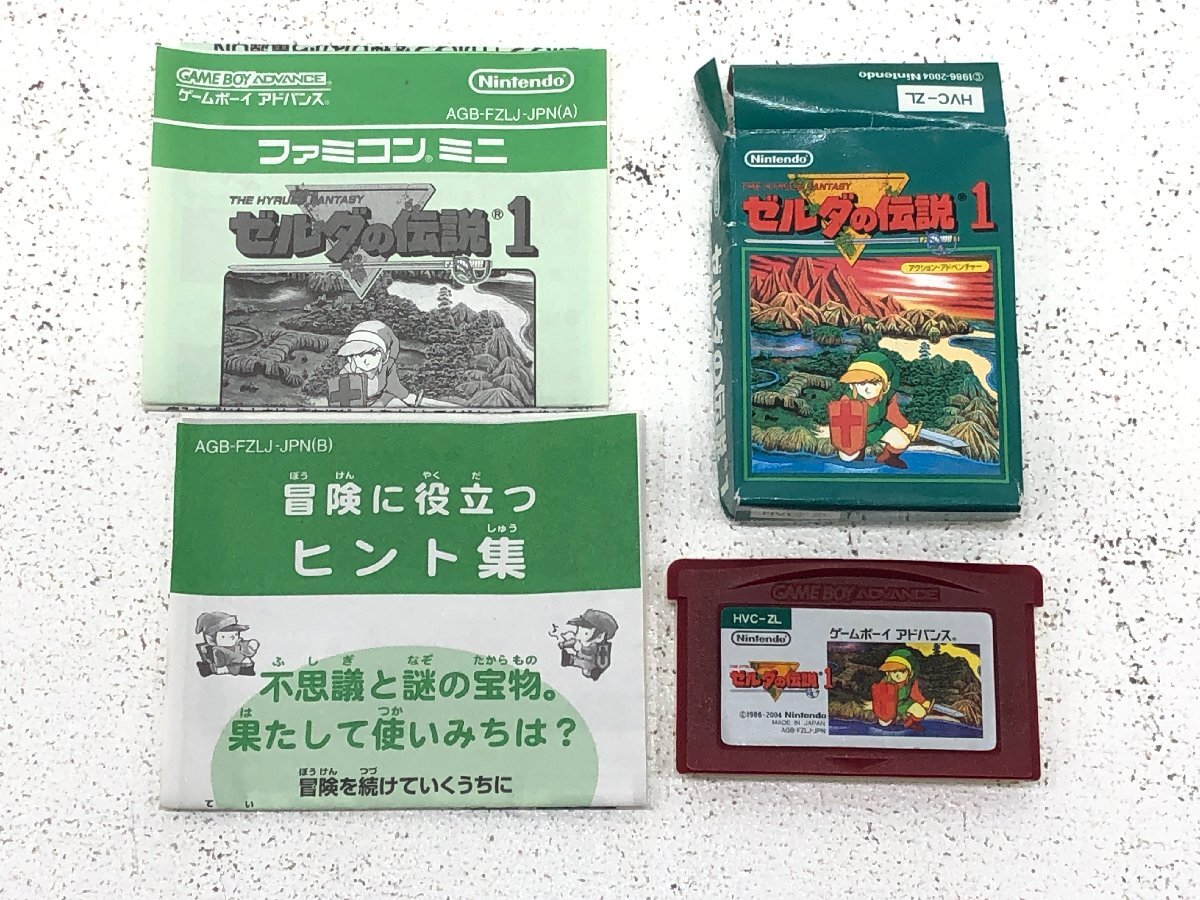 GAME BOY ADVANCE
ゲームボーイ アドバンス®
Nintendo®
AGB-FZLJ-JPN(A)
ファミコン® ミニ
THE HYRULE FANTASY
ゼルダの伝説®1
AGB-FZLJ-JPN(B)
ぼう けん やく だ
冒険に役立つ
しゅう
ヒント集
ふ し ぎ なぞ たからもの
不思議と謎の宝物。
は つか
果たして使いみちは？
ぼうけん つづ
冒険を続けていくうちに
て い
©1986-2004 Nintendo
HVC-ZL
Nintendo
THE HYRULE FANTASY
ゼルダの伝説®1
アクション・アドベンチャー
HVC
GAME BOY ADVANCE
HVC-ZL
Nintendo
ゲームボーイ アドバンス®
ゼルダの伝説1
©1986-2004 Nintendo
MADE IN JAPAN
AGB-FZLJ-JPN